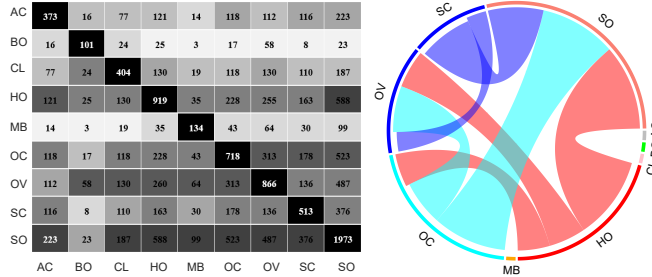 AC 373 16 77 121 14 118 112 116 223
BO 16 101 24 25 3 17 58 8 23
CL 77 24 404 130 19 118 130 110 187
HO 121 25 130 919 35 228 255 163 588
MB 14 3 19 35 134 43 64 30 99
OC 118 17 118 228 43 718 313 178 523
OV 112 58 130 260 64 313 866 136 487
SC 116 8 110 163 30 178 136 513 376
SO 223 23 187 588 99 523 487 376 1973
AC BO CL HO MB OC OV SC SO
SC
SO
OV
CL
HO
OC
MB